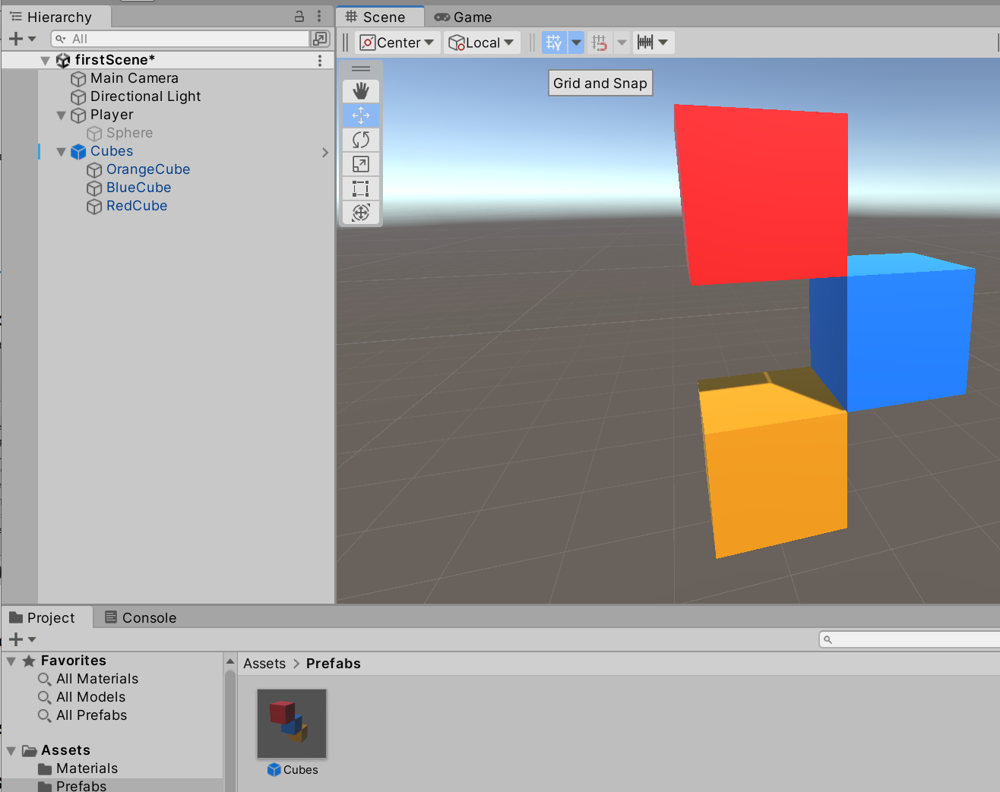 Hierarchy
All
firstScene*
Main Camera
Directional Light
Player
Sphere
Cubes
OrangeCube
BlueCube
RedCube
Scene
Game
Center
Local
Grid and Snap
Project
Console
Favorites
All Materials
All Models
All Prefabs
Assets
Materials
Prefabs
Assets > Prefabs
Cubes